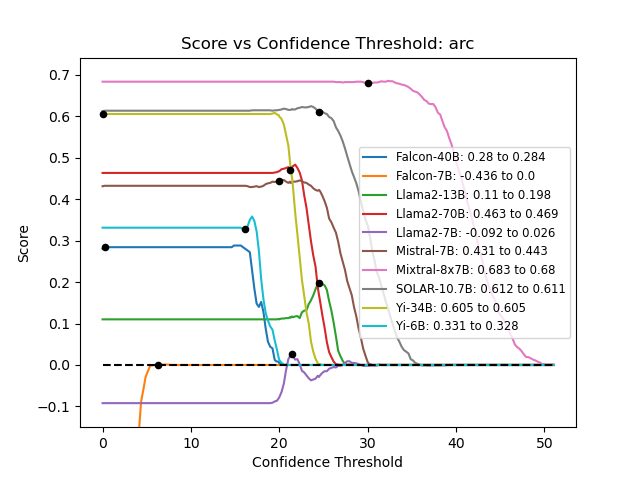 Score vs Confidence Threshold: arc
0.7
0.6
0.5
0.4
0.3
0.2
0.1
0.0
−0.1
Score
Falcon-40B: 0.28 to 0.284
Falcon-7B: -0.436 to 0.0
Llama2-13B: 0.11 to 0.198
Llama2-70B: 0.463 to 0.469
Llama2-7B: -0.092 to 0.026
Mistral-7B: 0.431 to 0.443
Mixtral-8x7B: 0.683 to 0.68
SOLAR-10.7B: 0.612 to 0.611
Yi-34B: 0.605 to 0.605
Yi-6B: 0.331 to 0.328
0 10 20 30 40 50
Confidence Threshold